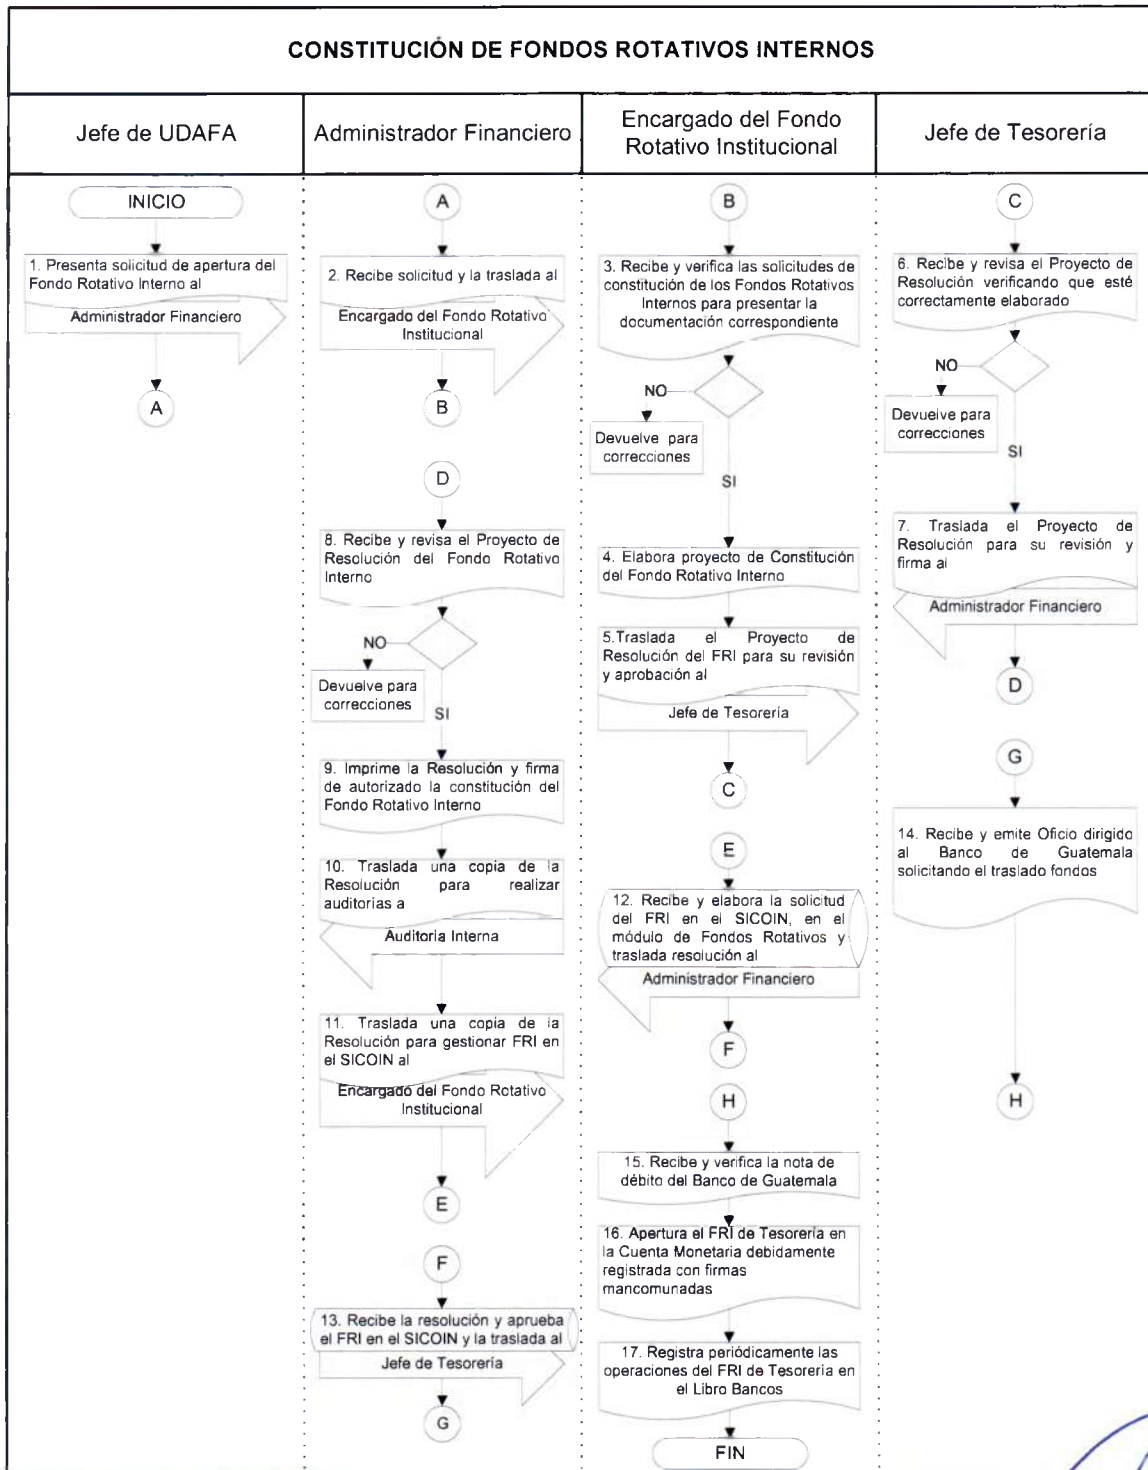 CONSTITUCIÓN DE FONDOS ROTATIVOS INTERNOS
Jefe de UDAFA
Administrador Financiero
Encargado del Fondo
Rotativo Institucional
Jefe de Tesorería
INICIO
1. Presenta solicitud de apertura del
Fondo Rotativo Interno al
Administrador Financiero
A
A
2. Recibe solicitud y la traslada al
Encargado del Fondo Rotativo
Institucional
B
D
8. Recibe y revisa el Proyecto de
Resolución del Fondo Rotativo
Interno
NO
Devuelve para
correcciones
SI
9. Imprime la Resolución y firma
de autorizado la constitución del
Fondo Rotativo Interno
10. Traslada una copia de la
Resolución para realizar
auditorías a
Auditoria Interna
11. Traslada una copia de la
Resolución para gestionar FRI en
el SICOIN al
Encargado del Fondo Rotativo
Institucional
E
F
13. Recibe la resolución y aprueba
el FRI en el SICOIN y la traslada al
Jefe de Tesorería
G
B
3. Recibe y verifica las solicitudes de
constitución de los Fondos Rotativos
Internos para presentar la
documentación correspondiente
NO
Devuelve para
correcciones
SI
4. Elabora proyecto de Constitución
del Fondo Rotativo Interno
5.Traslada el Proyecto de
Resolución del FRI para su revisión
y aprobación al
Jefe de Tesorería
C
E
12. Recibe y elabora la solicitud
del FRI en el SICOIN, en el
módulo de Fondos Rotativos y
traslada resolución al
Administrador Financiero
F
H
15. Recibe y verifica la nota de
débito del Banco de Guatemala
16. Apertura el FRI de Tesorería en
la Cuenta Monetaria debidamente
registrada con firmas
mancomunadas
17. Registra periódicamente las
operaciones del FRI de Tesorería en
el Libro Bancos
FIN
C
6. Recibe y revisa el Proyecto de
Resolución verificando que esté
correctamente elaborado
NO
Devuelve para
correcciones
SI
7. Traslada el Proyecto de
Resolución para su revisión y
firma al
Administrador Financiero
D
G
14. Recibe y emite Oficio dirigido
al Banco de Guatemala
solicitando el traslado fondos
H